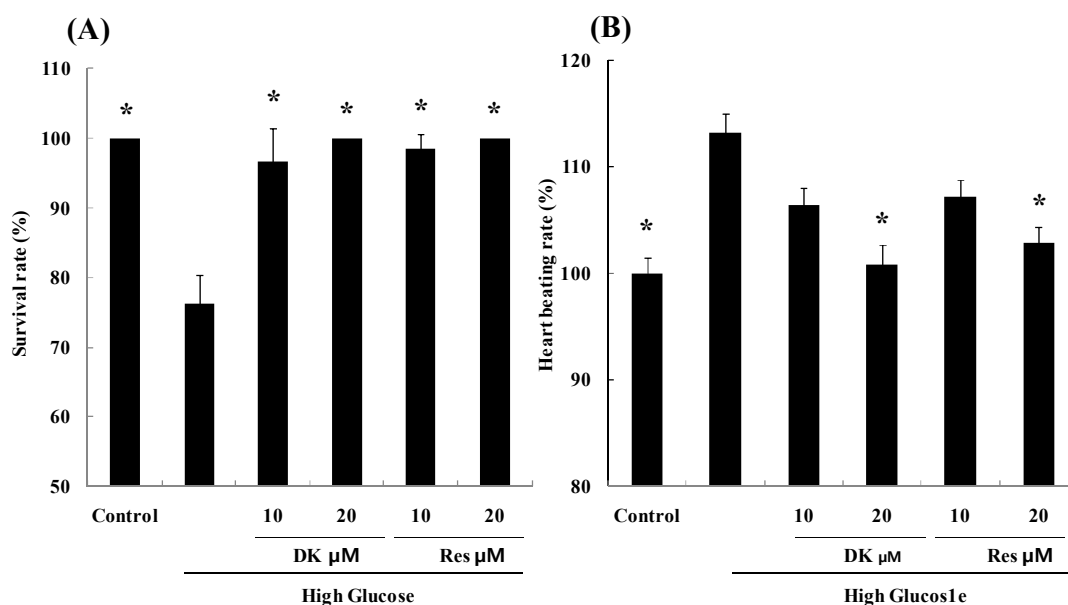 (A)
110
100
90
80
70
60
50
Survival rate (%)
* * * * *
Control 10 20 10 20
DK µM Res µM
High Glucose
(B)
120
110
100
90
80
Heart beating rate (%)
* * *
Control 10 20 10 20
DK µM Res µM
High Glucos1e